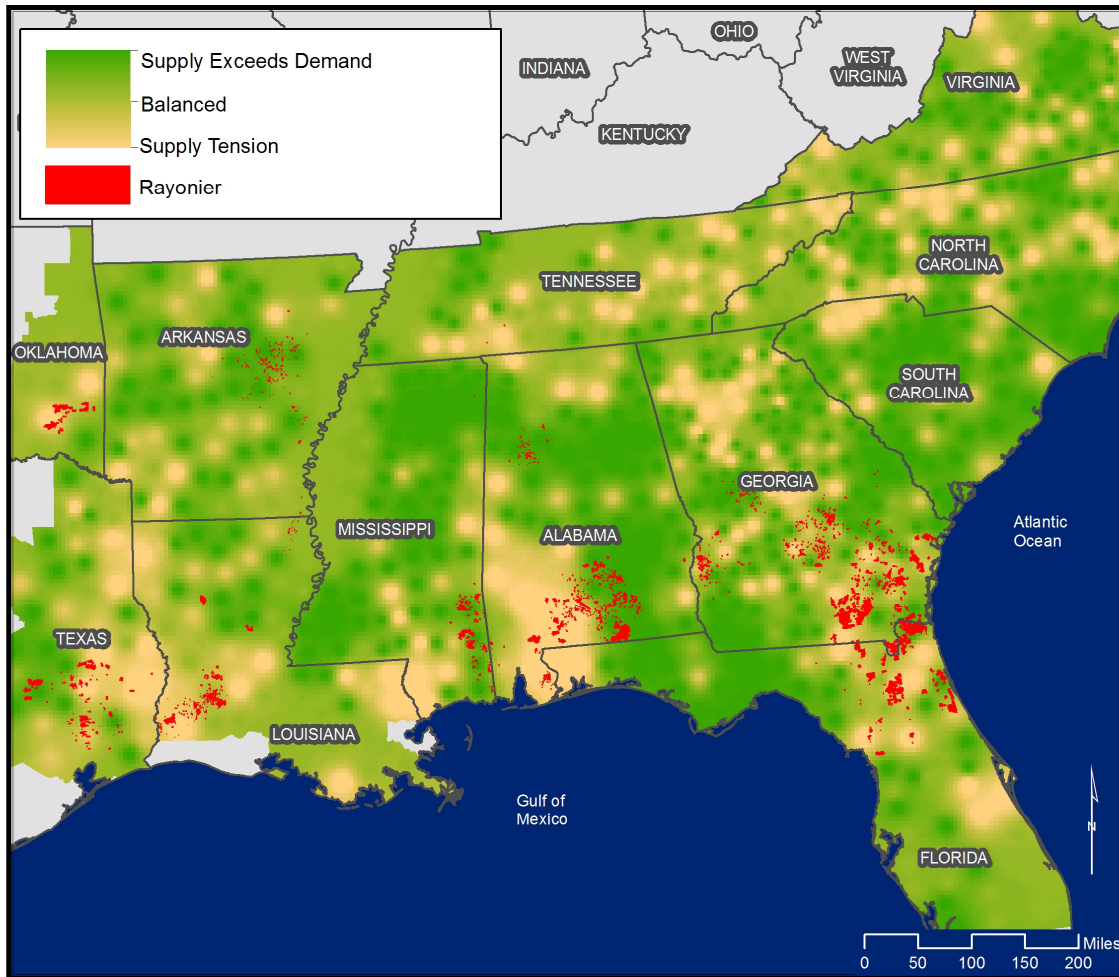 Supply Exceeds Demand
Balanced
Supply Tension
Rayonier
OHIO
INDIANA
WEST
VIRGINIA
VIRGINIA
KENTUCKY
NORTH
CAROLINA
TENNESSEE
ARKANSAS
OKLAHOMA
SOUTH
CAROLINA
GEORGIA
MISSISSIPPI
ALABAMA
Atlantic
Ocean
TEXAS
LOUISIANA
Gulf of
Mexico
N
FLORIDA
Miles
0 50 100 150 200